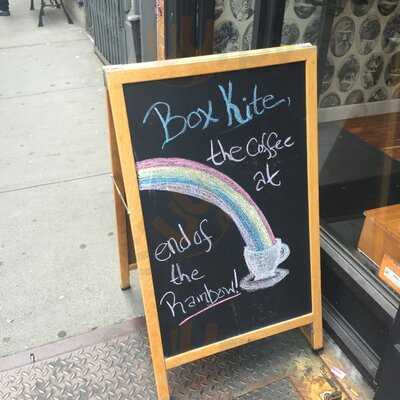 Box Kite,
the Coffee
at
end of
the
Rainbow!